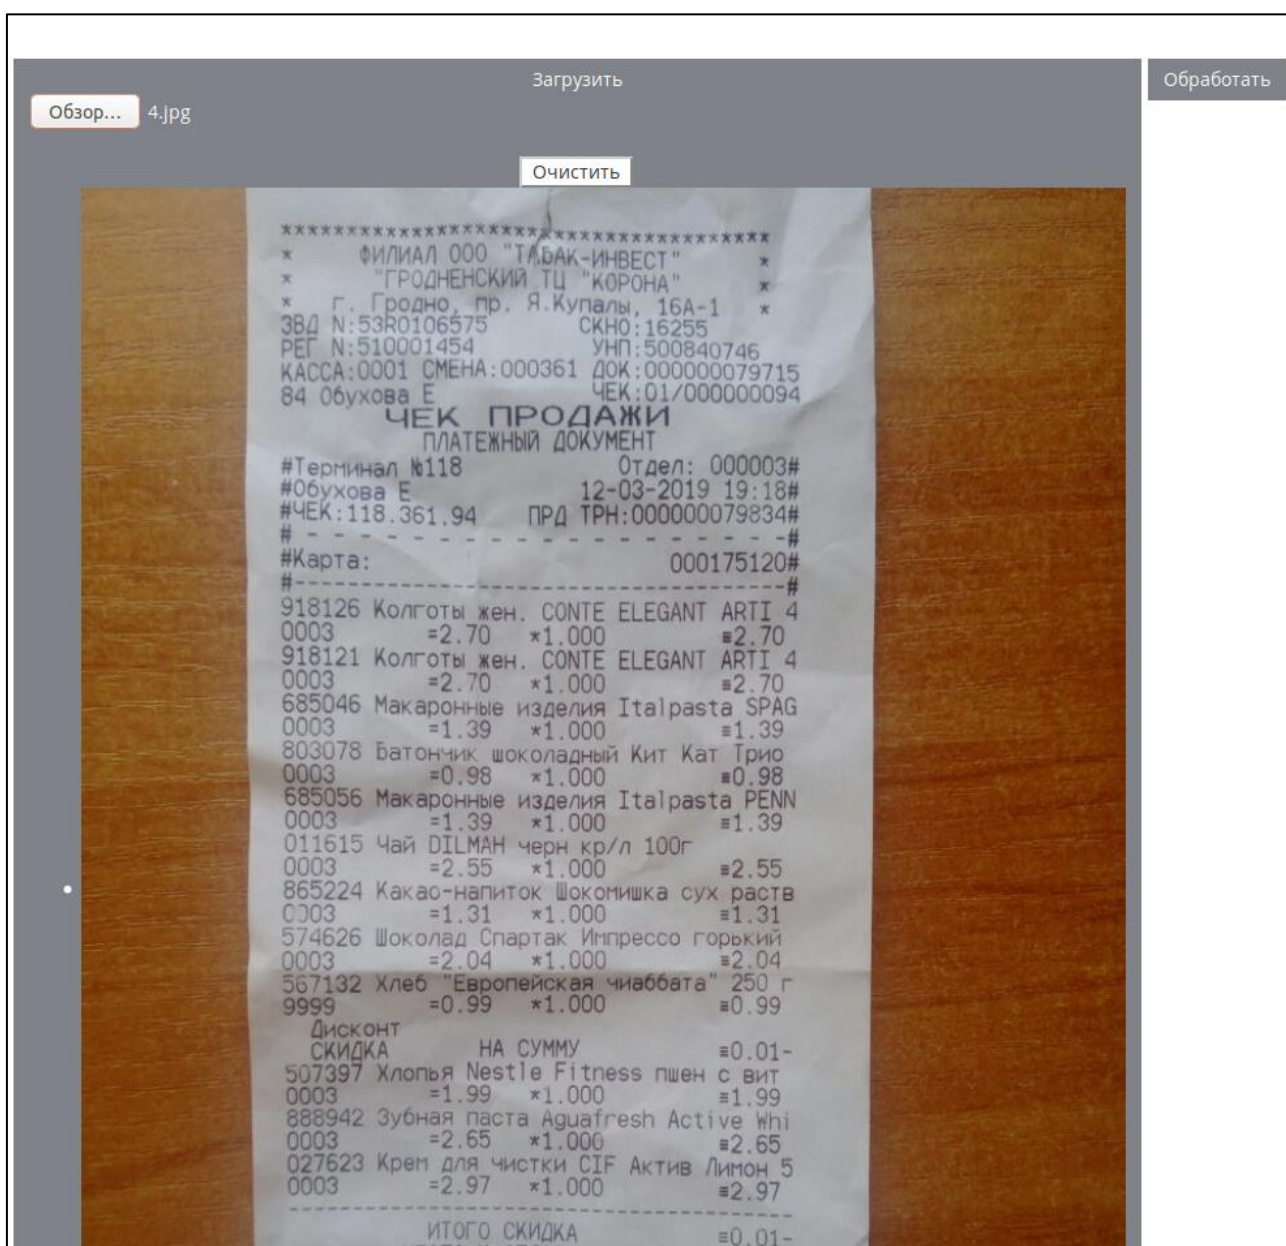 Загрузить
Обработать
Обзор... 4.jpg
Очистить
**************************************
* ФИЛИАЛ ООО "ТАБАК-ИНВЕСТ" *
* "ГРОДНЕНСКИЙ ТЦ "КОРОНА" *
* г. Гродно, пр. Я.Купалы, 16А-1 *
ЗВД N:53R0106575 СКНО:16255
РЕГ N:510001454 УНП:500840746
КАССА:0001 СМЕНА:000361 ДОК:000000079715
84 Обухова Е ЧЕК:01/000000094
ЧЕК ПРОДАЖИ
ПЛАТЕЖНЫЙ ДОКУМЕНТ
#Терминал №118 Отдел: 000003#
#Обухова Е 12-03-2019 19:18#
#ЧЕК:118.361.94 ПРД ТРН:000000079834#
# - - - - - - - - - - - - - - - - - - -#
#Карта: 000175120#
#--------------------------------------#
918126 Колготы жен. CONTE ELEGANT ARTI 4
0003 =2.70 *1.000 ≡2.70
918121 Колготы жен. CONTE ELEGANT ARTI 4
0003 =2.70 *1.000 ≡2.70
685046 Макаронные изделия Italpasta SPAG
0003 =1.39 *1.000 ≡1.39
803078 Батончик шоколадный Кит Кат Трио
0003 =0.98 *1.000 ≡0.98
685056 Макаронные изделия Italpasta PENN
0003 =1.39 *1.000 ≡1.39
011615 Чай DILMAH черн кр/л 100г
0003 =2.55 *1.000 ≡2.55
865224 Какао-напиток Шокомишка сух раств
0003 =1.31 *1.000 ≡1.31
574626 Шоколад Спартак Импрессо горький
0003 =2.04 *1.000 ≡2.04
567132 Хлеб "Европейская чиаббата" 250 г
9999 =0.99 *1.000 ≡0.99
Дисконт
СКИДКА НА СУММУ ≡0.01-
507397 Хлопья Nestle Fitness пшен с вит
0003 =1.99 *1.000 ≡1.99
888942 Зубная паста Aguafresh Active Whi
0003 =2.65 *1.000 ≡2.65
027623 Крем для чистки CIF Актив Лимон 5
0003 =2.97 *1.000 ≡2.97
---------------------------------------
ИТОГО СКИДКА ≡0.01-